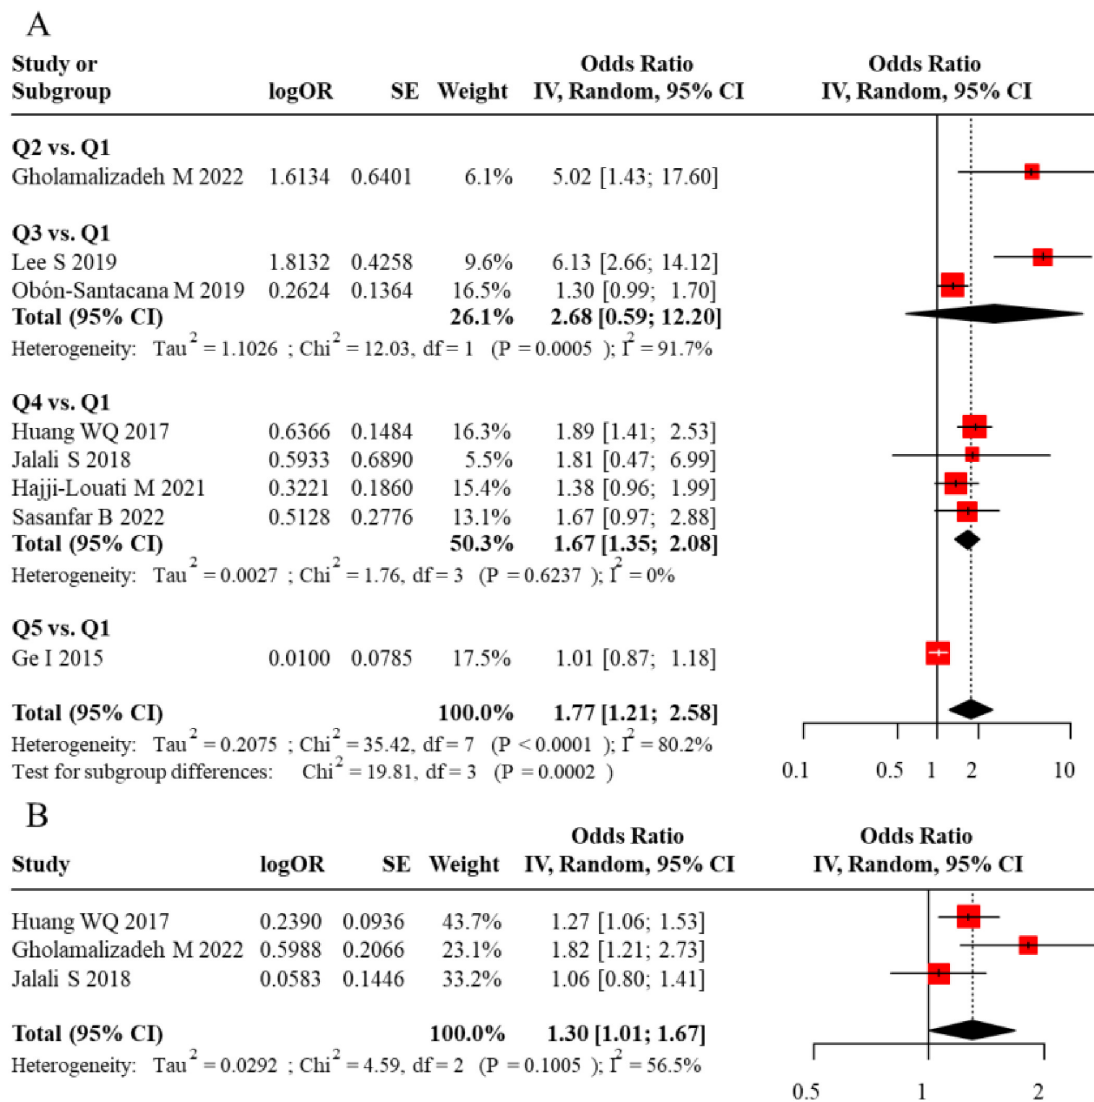 A
Study or Odds Ratio Odds Ratio
Subgroup logOR SE Weight IV, Random, 95% CI IV, Random, 95% CI
Q2 vs. Q1
Gholamalizadeh M 2022 1.6134 0.6401 6.1% 5.02 [1.43; 17.60]
Q3 vs. Q1
Lee S 2019 1.8132 0.4258 9.6% 6.13 [2.66; 14.12]
Obón-Santacana M 2019 0.2624 0.1364 16.5% 1.30 [0.99; 1.70]
Total (95% CI) 26.1% 2.68 [0.59; 12.20]
Heterogeneity: Tau² = 1.1026 ; Chi² = 12.03, df = 1 (P = 0.0005 ); I² = 91.7%
Q4 vs. Q1
Huang WQ 2017 0.6366 0.1484 16.3% 1.89 [1.41; 2.53]
Jalali S 2018 0.5933 0.6890 5.5% 1.81 [0.47; 6.99]
Hajji-Louati M 2021 0.3221 0.1860 15.4% 1.38 [0.96; 1.99]
Sasanfar B 2022 0.5128 0.2776 13.1% 1.67 [0.97; 2.88]
Total (95% CI) 50.3% 1.67 [1.35; 2.08]
Heterogeneity: Tau² = 0.0027 ; Chi² = 1.76, df = 3 (P = 0.6237 ); I² = 0%
Q5 vs. Q1
Ge I 2015 0.0100 0.0785 17.5% 1.01 [0.87; 1.18]
Total (95% CI) 100.0% 1.77 [1.21; 2.58]
Heterogeneity: Tau² = 0.2075 ; Chi² = 35.42, df = 7 (P < 0.0001 ); I² = 80.2%
Test for subgroup differences: Chi² = 19.81, df = 3 (P = 0.0002 )
0.1 0.5 1 2 10
B
Odds Ratio Odds Ratio
Study logOR SE Weight IV, Random, 95% CI IV, Random, 95% CI
Huang WQ 2017 0.2390 0.0936 43.7% 1.27 [1.06; 1.53]
Gholamalizadeh M 2022 0.5988 0.2066 23.1% 1.82 [1.21; 2.73]
Jalali S 2018 0.0583 0.1446 33.2% 1.06 [0.80; 1.41]
Total (95% CI) 100.0% 1.30 [1.01; 1.67]
Heterogeneity: Tau² = 0.0292 ; Chi² = 4.59, df = 2 (P = 0.1005 ); I² = 56.5%
0.5 1 2